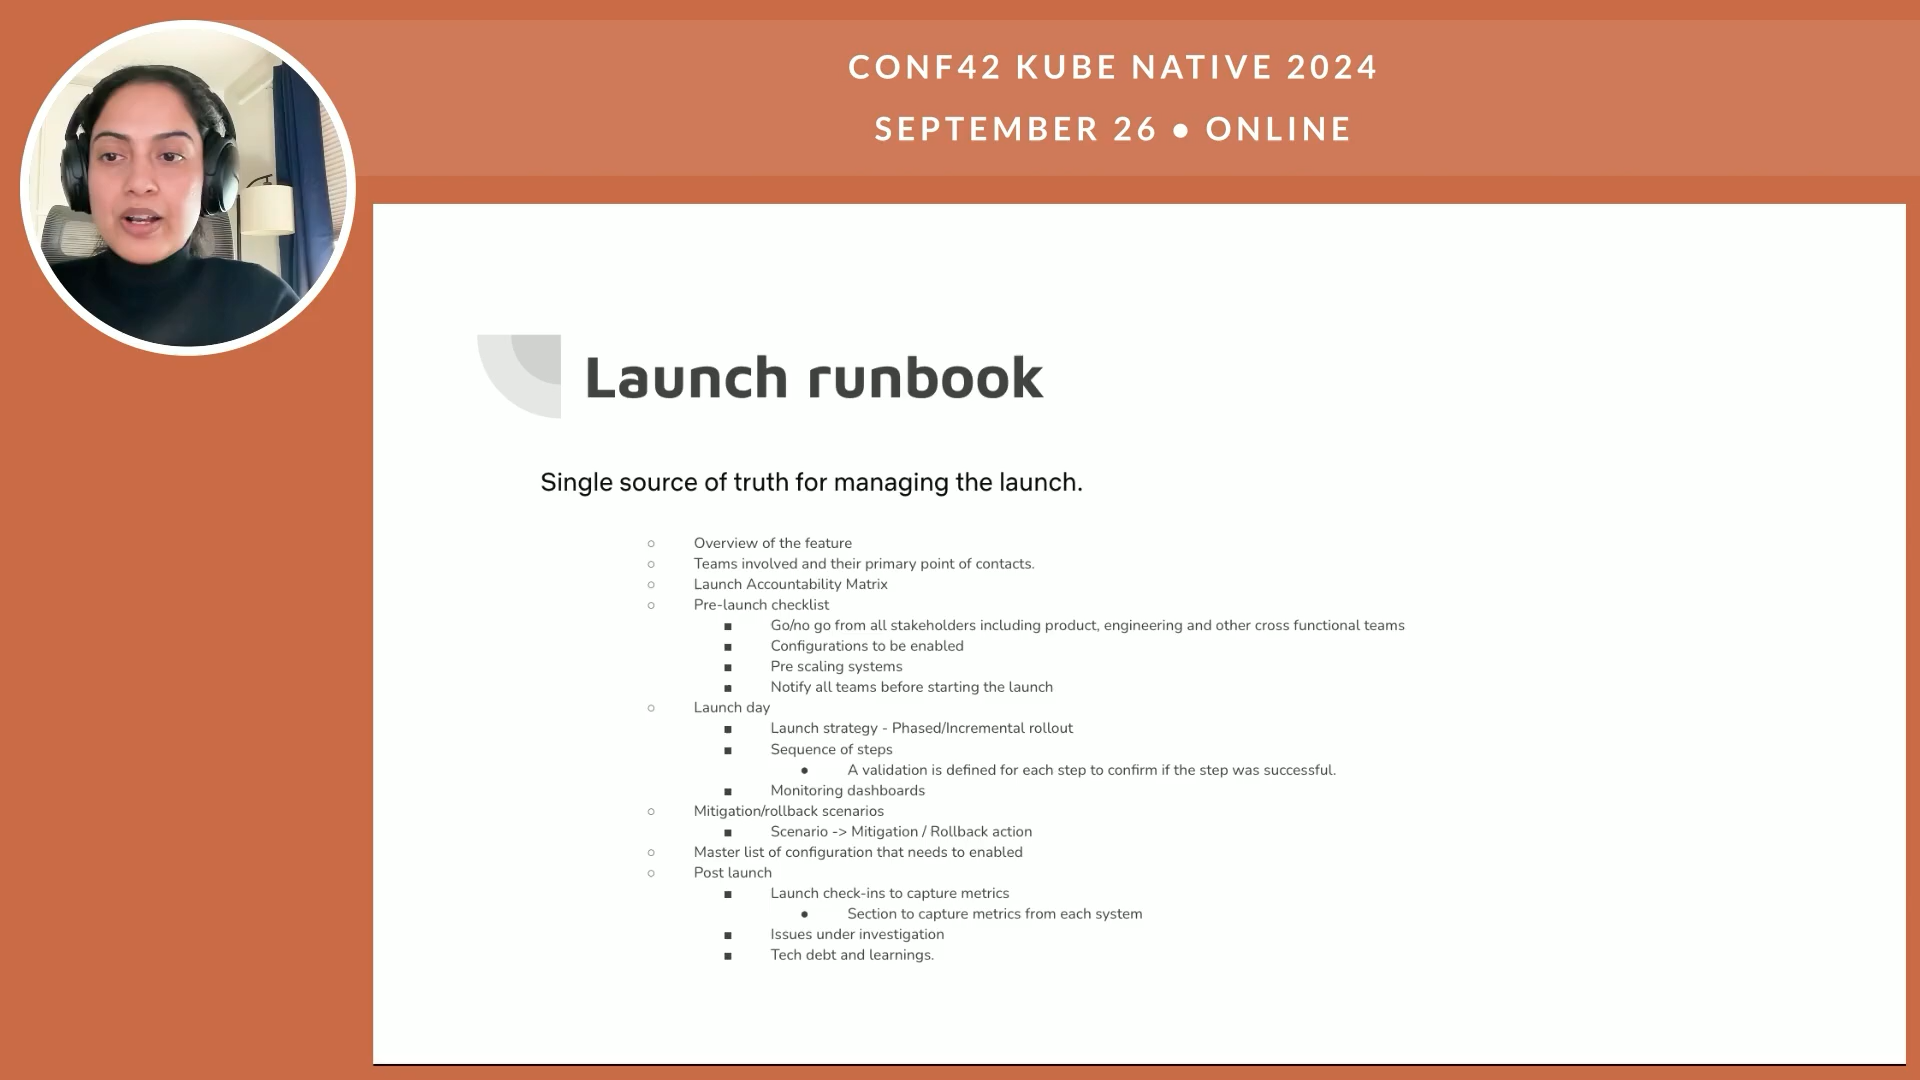 CONF42 KUBE NATIVE 2024
SEPTEMBER 26 ● ONLINE
Launch runbook
Single source of truth for managing the launch.
○ Overview of the feature
○ Teams involved and their primary point of contacts.
○ Launch Accountability Matrix
○ Pre-launch checklist
■ Go/no go from all stakeholders including product, engineering and other cross functional teams
■ Configurations to be enabled
■ Pre scaling systems
■ Notify all teams before starting the launch
○ Launch day
■ Launch strategy - Phased/Incremental rollout
■ Sequence of steps
● A validation is defined for each step to confirm if the step was successful.
■ Monitoring dashboards
○ Mitigation/rollback scenarios
■ Scenario -> Mitigation / Rollback action
○ Master list of configuration that needs to enabled
○ Post launch
■ Launch check-ins to capture metrics
● Section to capture metrics from each system
■ Issues under investigation
■ Tech debt and learnings.